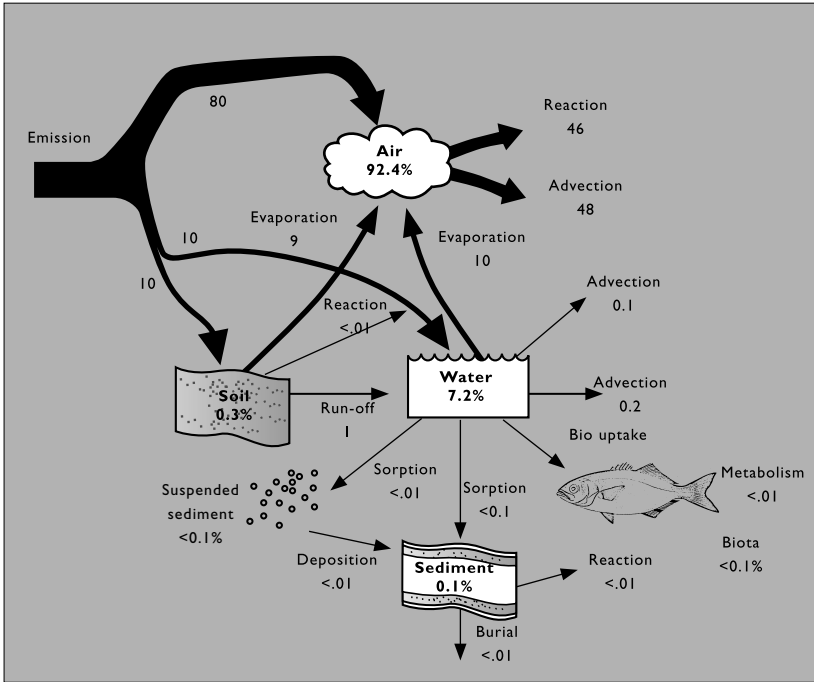 80
Reaction
46
Emission
Air
92.4%
Advection
48
Evaporation
9
10
Evaporation
10
10
Reaction
<.01
Advection
0.1
Soil
0.3%
Water
7.2%
Advection
0.2
Run-off
1
Bio uptake
Suspended
sediment
<0.1%
Sorption
<.01
Sorption
<0.1
Metabolism
<.01
Biota
<0.1%
Deposition
<.01
Sediment
0.1%
Reaction
<.01
Burial
<.01